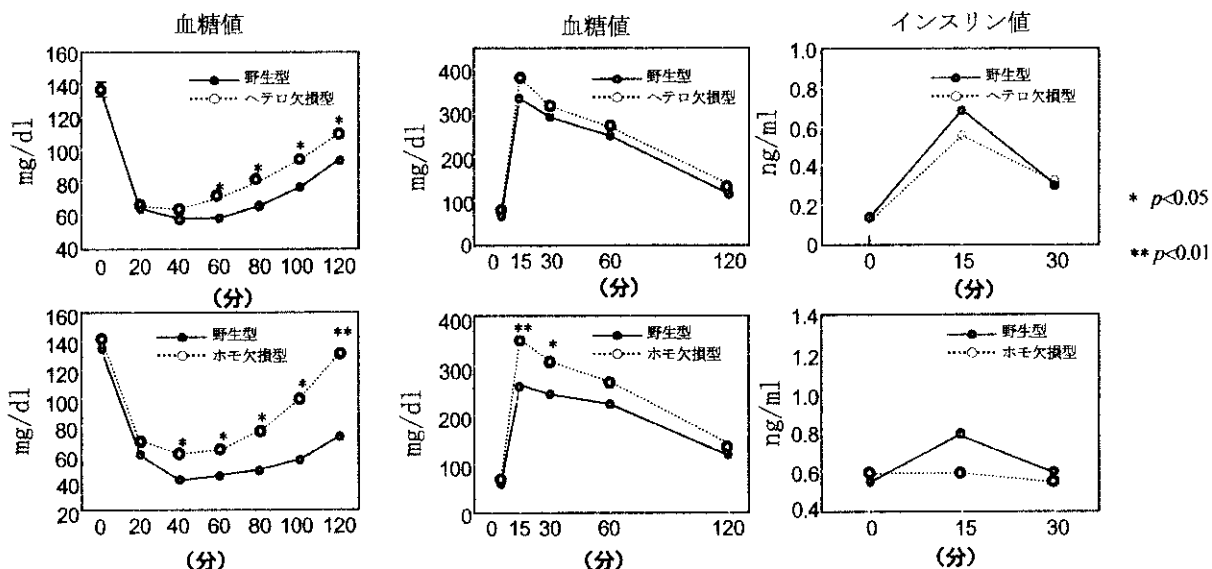 血糖値
血糖値
インスリン値
160
140
120
100
80
60
40
mg/dl
野生型
ヘテロ欠損型
*
*
*
*
0 20 40 60 80 100 120
(分)
400
300
200
100
0
mg/dl
野生型
ヘテロ欠損型
0 15 30 60 120
(分)
1.0
0.8
0.6
0.4
0.2
0
ng/ml
野生型
ヘテロ欠損型
0 15 30
(分)
* p<0.05
** p<0.01
160
140
120
100
80
60
40
20
mg/dl
野生型
ホモ欠損型
*
*
*
*
**
0 20 40 60 80 100 120
(分)
400
300
200
100
0
mg/dl
野生型
ホモ欠損型
**
*
0 15 30 60 120
(分)
1.4
1.2
1.0
0.8
0.6
0.4
ng/ml
野生型
ホモ欠損型
0 15 30
(分)